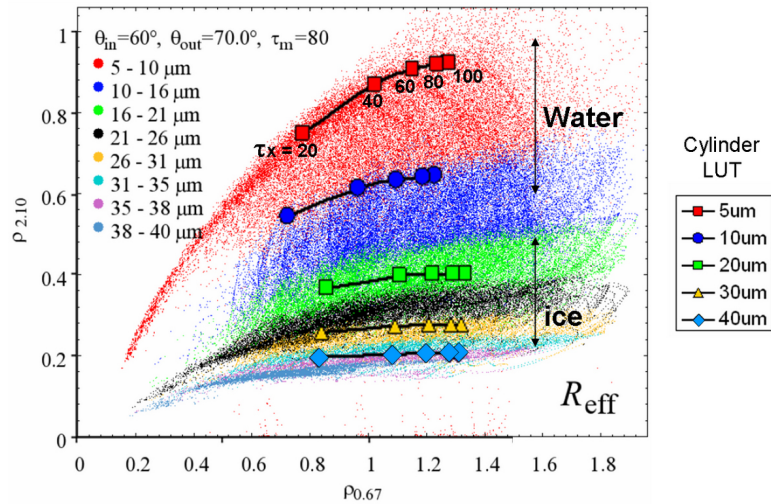 θin=60°, θout=70.0°, τm=80
5 - 10 μm
10 - 16 μm
16 - 21 μm
21 - 26 μm
26 - 31 μm
31 - 35 μm
35 - 38 μm
38 - 40 μm
τx = 20
40
60
80
100
Water
ice
Reff
1
0.8
0.6
0.4
0.2
0
ρ2.10
0
0.2
0.6
0.8
1
1.2
1.4
1.6
1.8
ρ0.67
Cylinder
LUT
5um
10um
20um
30um
40um